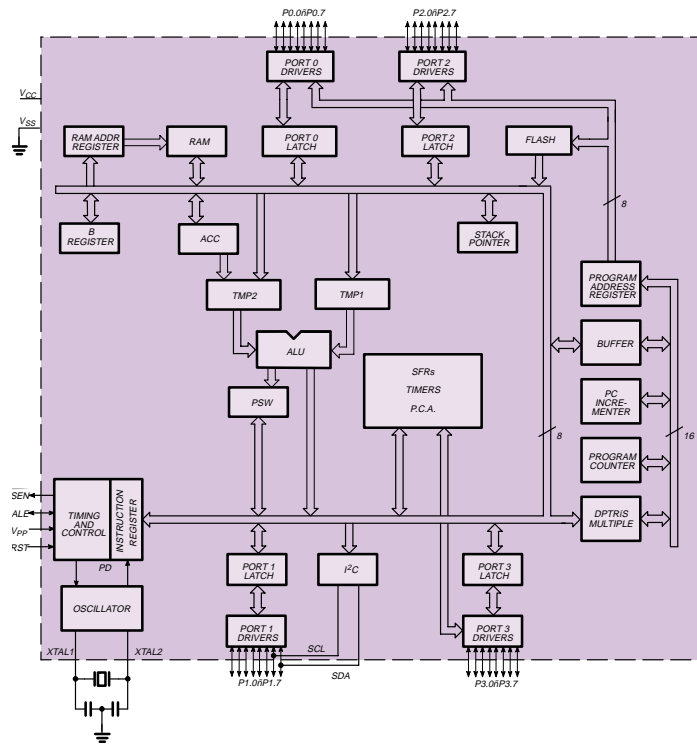 P0.0ñP0.7
P2.0ñP2.7
PORT 0
DRIVERS
PORT 2
DRIVERS
VCC
VSS
RAM ADDR
REGISTER
RAM
PORT 0
LATCH
PORT 2
LATCH
FLASH
8
B
REGISTER
ACC
STACK
POINTER
TMP2
TMP1
PROGRAM
ADDRESS
REGISTER
ALU
BUFFER
SFRs
TIMERS
P.C.A.
PSW
PC
INCRE-
MENTER
8
16
PROGRAM
COUNTER
SEN
ALE
VPP
RST
TIMING
AND
CONTROL
INSTRUCTION
REGISTER
DPTRíS
MULTIPLE
PD
OSCILLATOR
PORT 1
LATCH
I2C
PORT 3
LATCH
PORT 1
DRIVERS
PORT 3
DRIVERS
XTAL1
XTAL2
SCL
SDA
P1.0ñP1.7
P3.0ñP3.7